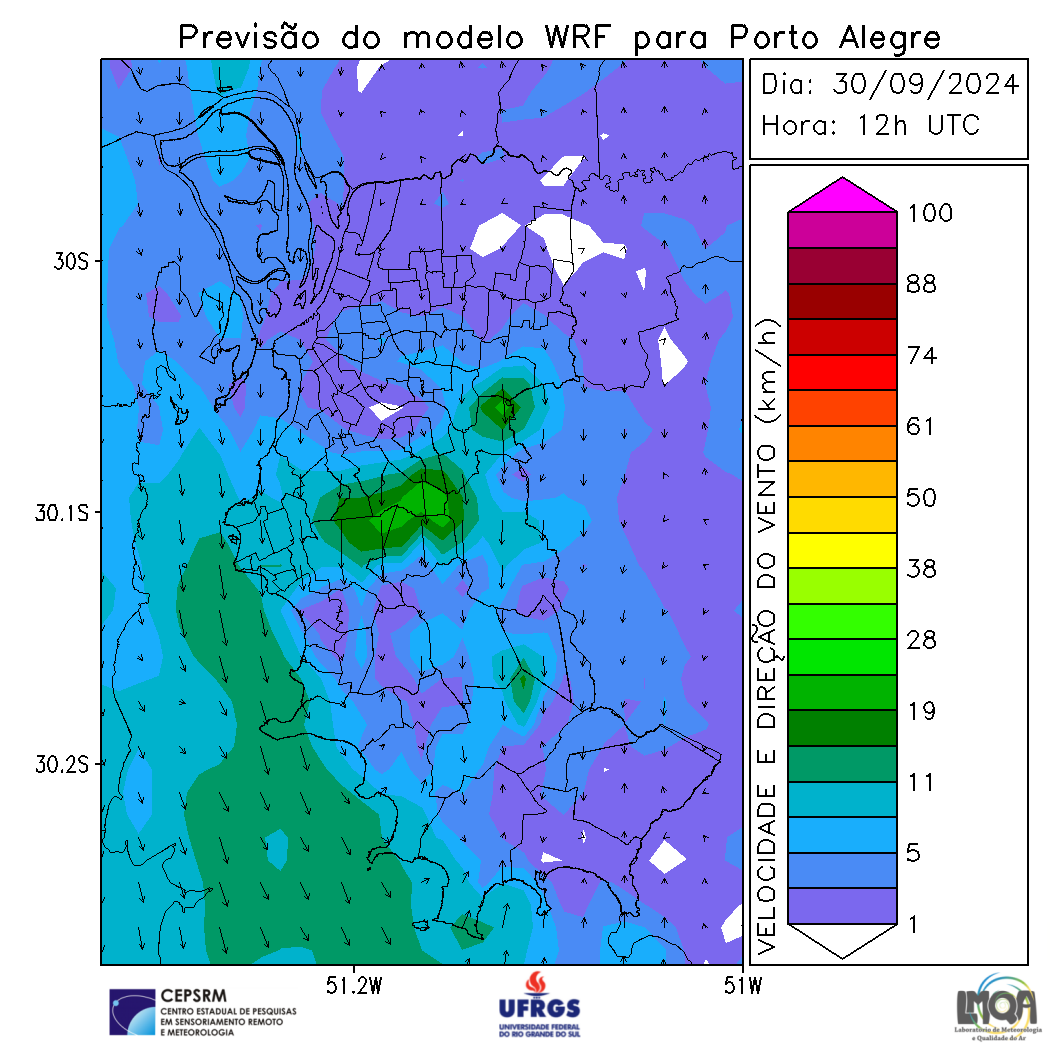 Previsão do modelo WRF para Porto Alegre
Dia: 30/09/2024
Hora: 12h UTC
30S
30.1S
30.2S
51.2W
51W
VELOCIDADE E DIREÇÃO DO VENTO (km/h)
100
88
74
61
50
38
28
19
11
5
1
CEPSRM
CENTRO ESTADUAL DE PESQUISAS
EM SENSORIAMENTO REMOTO
E METEOROLOGIA
UFRGS
UNIVERSIDADE FEDERAL
DO RIO GRANDE DO SUL
LMQA
Laboratório de Meteorologia
e Qualidade do Ar